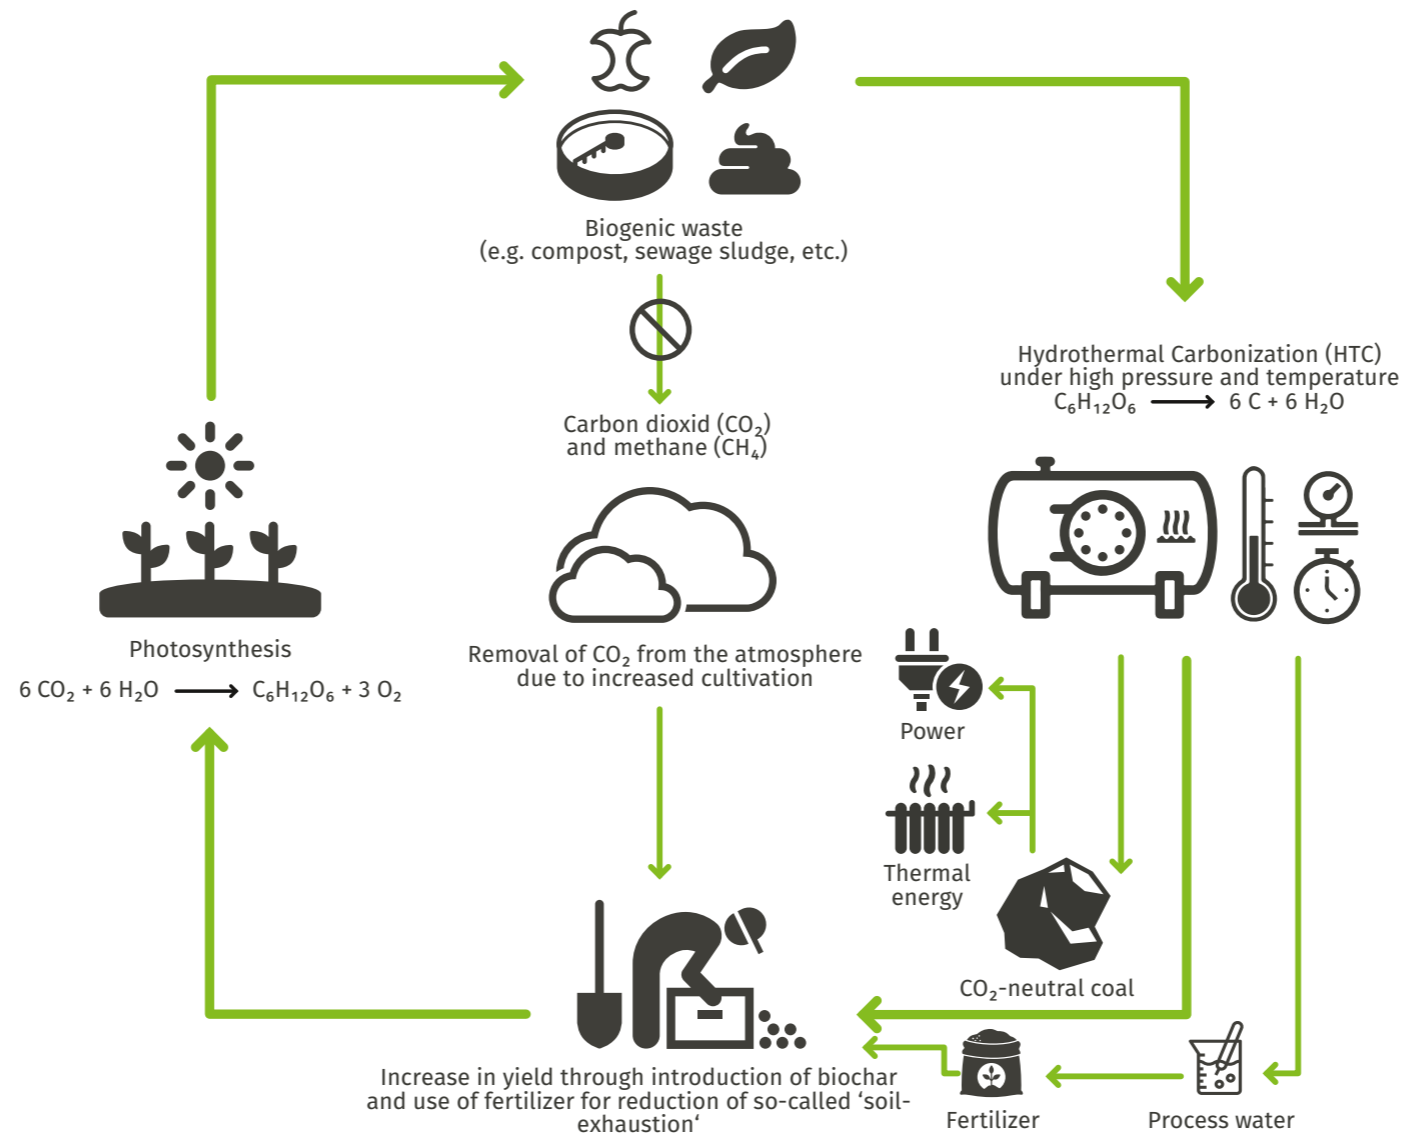 Biogenic waste
(e.g. compost, sewage sludge, etc.)
Carbon dioxid (CO₂)
and methane (CH₄)
Hydrothermal Carbonization (HTC)
under high pressure and temperature
C₆H₁₂O₆ ⟶ 6 C + 6 H₂O
Photosynthesis
6 CO₂ + 6 H₂O ⟶ C₆H₁₂O₆ + 3 O₂
Removal of CO₂ from the atmosphere
due to increased cultivation
Power
Thermal
energy
CO₂-neutral coal
Increase in yield through introduction of biochar
and use of fertilizer for reduction of so-called ‘soil-
exhaustion‘
Fertilizer
Process water